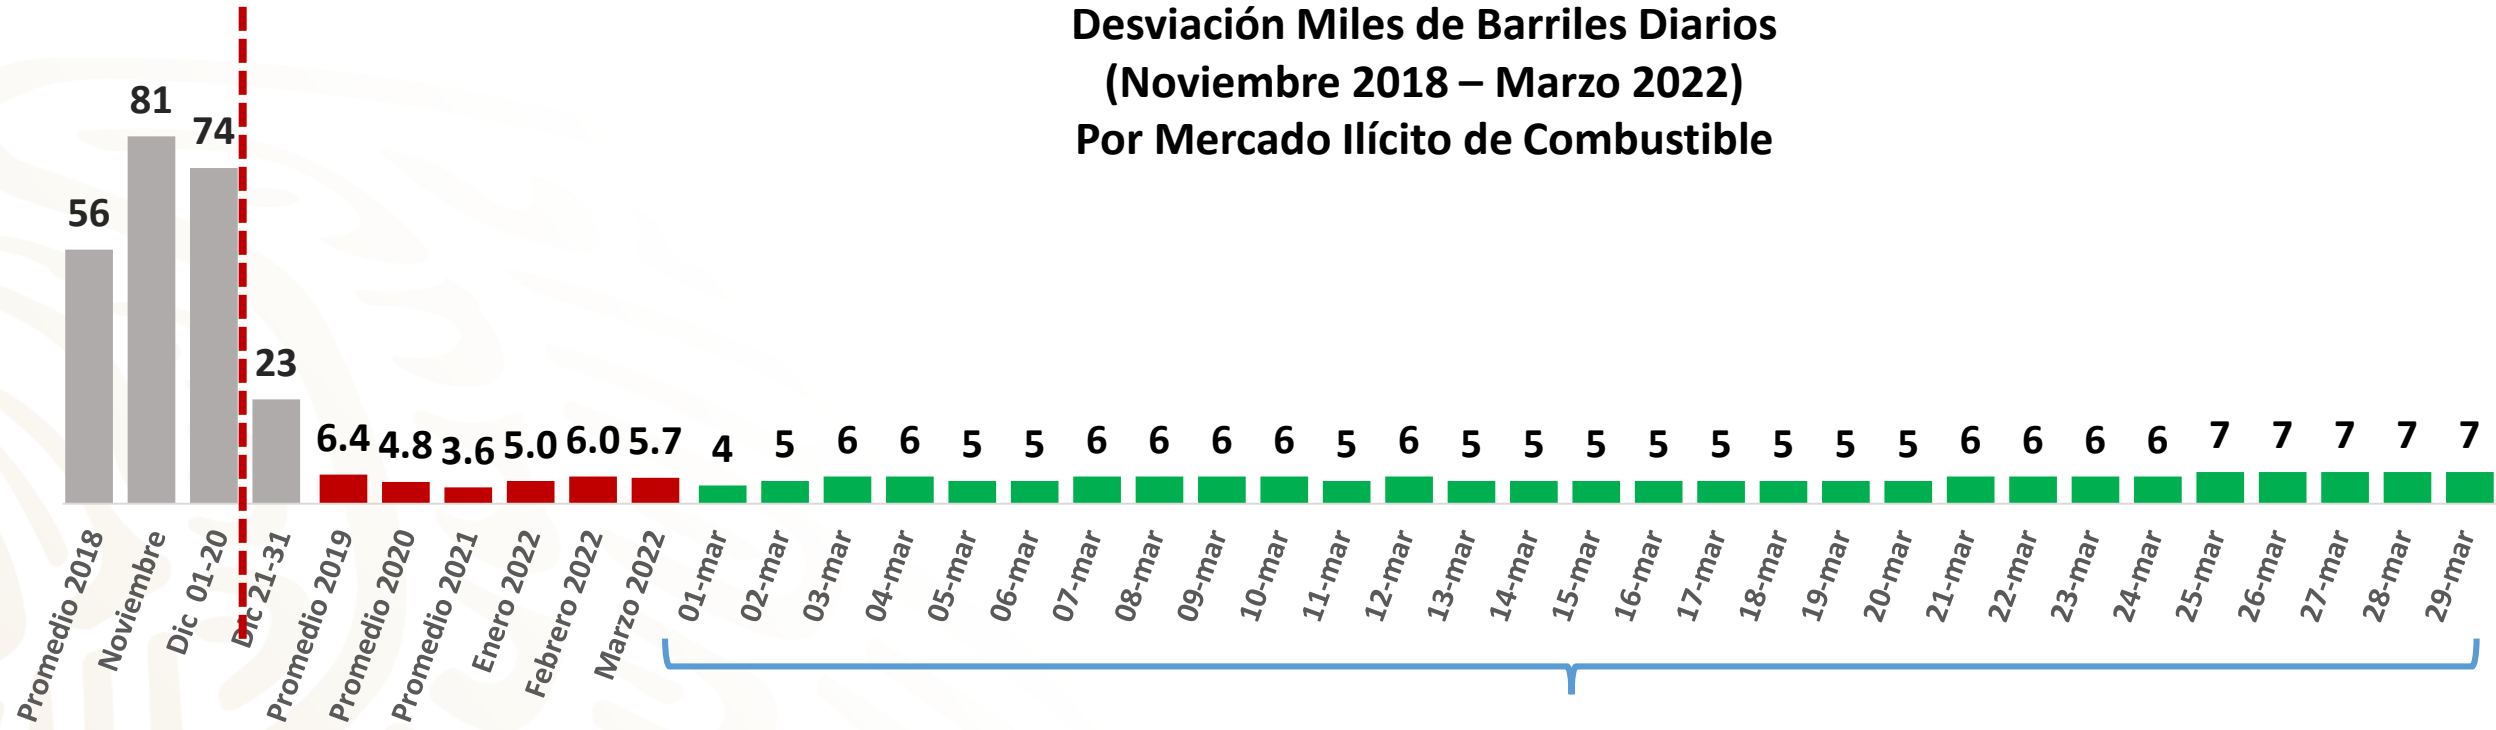 Desviación Miles de Barriles Diarios
(Noviembre 2018 – Marzo 2022)
Por Mercado Ilícito de Combustible
56
81
74
23
6.4
4.8
3.6
5.0
6.0
5.7
4
5
6
6
5
5
6
6
6
6
5
6
5
5
5
5
5
5
5
5
6
6
6
6
7
7
7
7
7
Promedio 2018
Noviembre
Dic 01-20
Dic 21-31
Promedio 2019
Promedio 2020
Promedio 2021
Enero 2022
Febrero 2022
Marzo 2022
01-mar
02-mar
03-mar
04-mar
05-mar
06-mar
07-mar
08-mar
09-mar
10-mar
11-mar
12-mar
13-mar
14-mar
15-mar
16-mar
17-mar
18-mar
19-mar
20-mar
21-mar
22-mar
23-mar
24-mar
25-mar
26-mar
27-mar
28-mar
29-mar